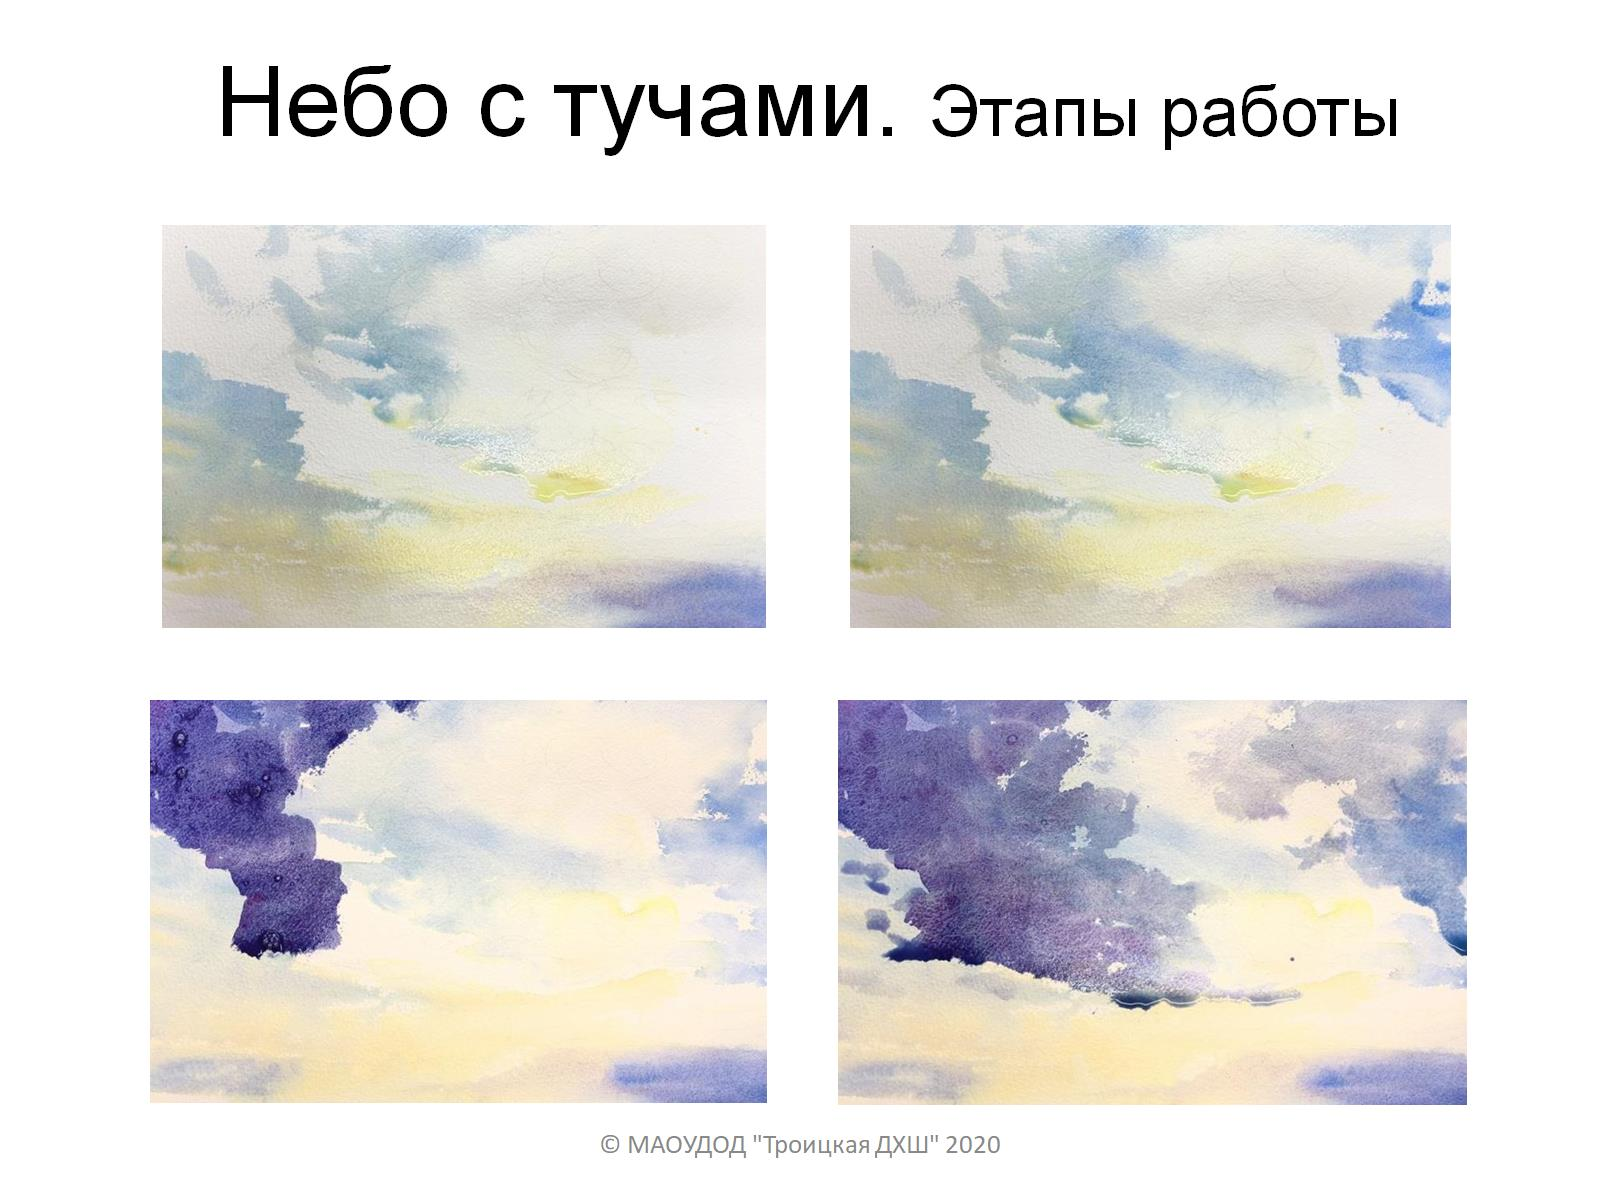 Небо с тучами. Этапы работы
© МАОУДОД "Троицкая ДХШ" 2020